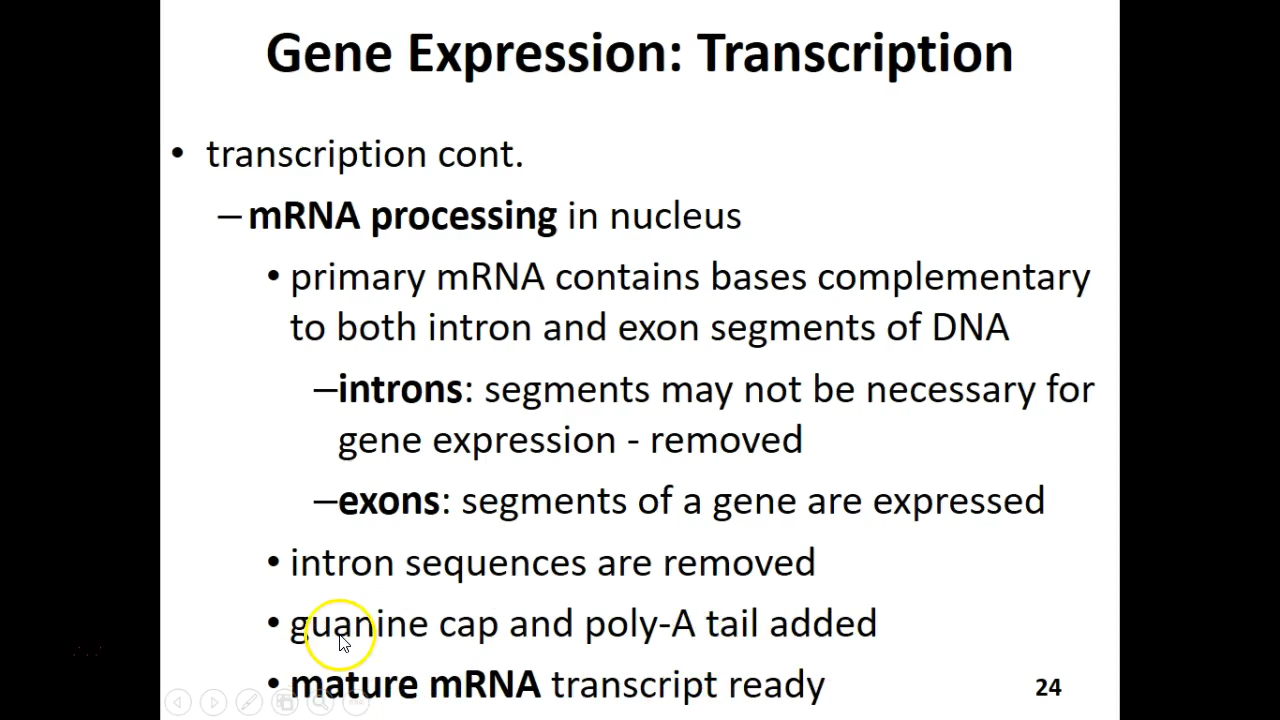 Gene Expression: Transcription
• transcription cont.
–mRNA processing in nucleus
• primary mRNA contains bases complementary
to both intron and exon segments of DNA
–introns: segments may not be necessary for
gene expression - removed
–exons: segments of a gene are expressed
• intron sequences are removed
• guanine cap and poly-A tail added
• mature mRNA transcript ready
24